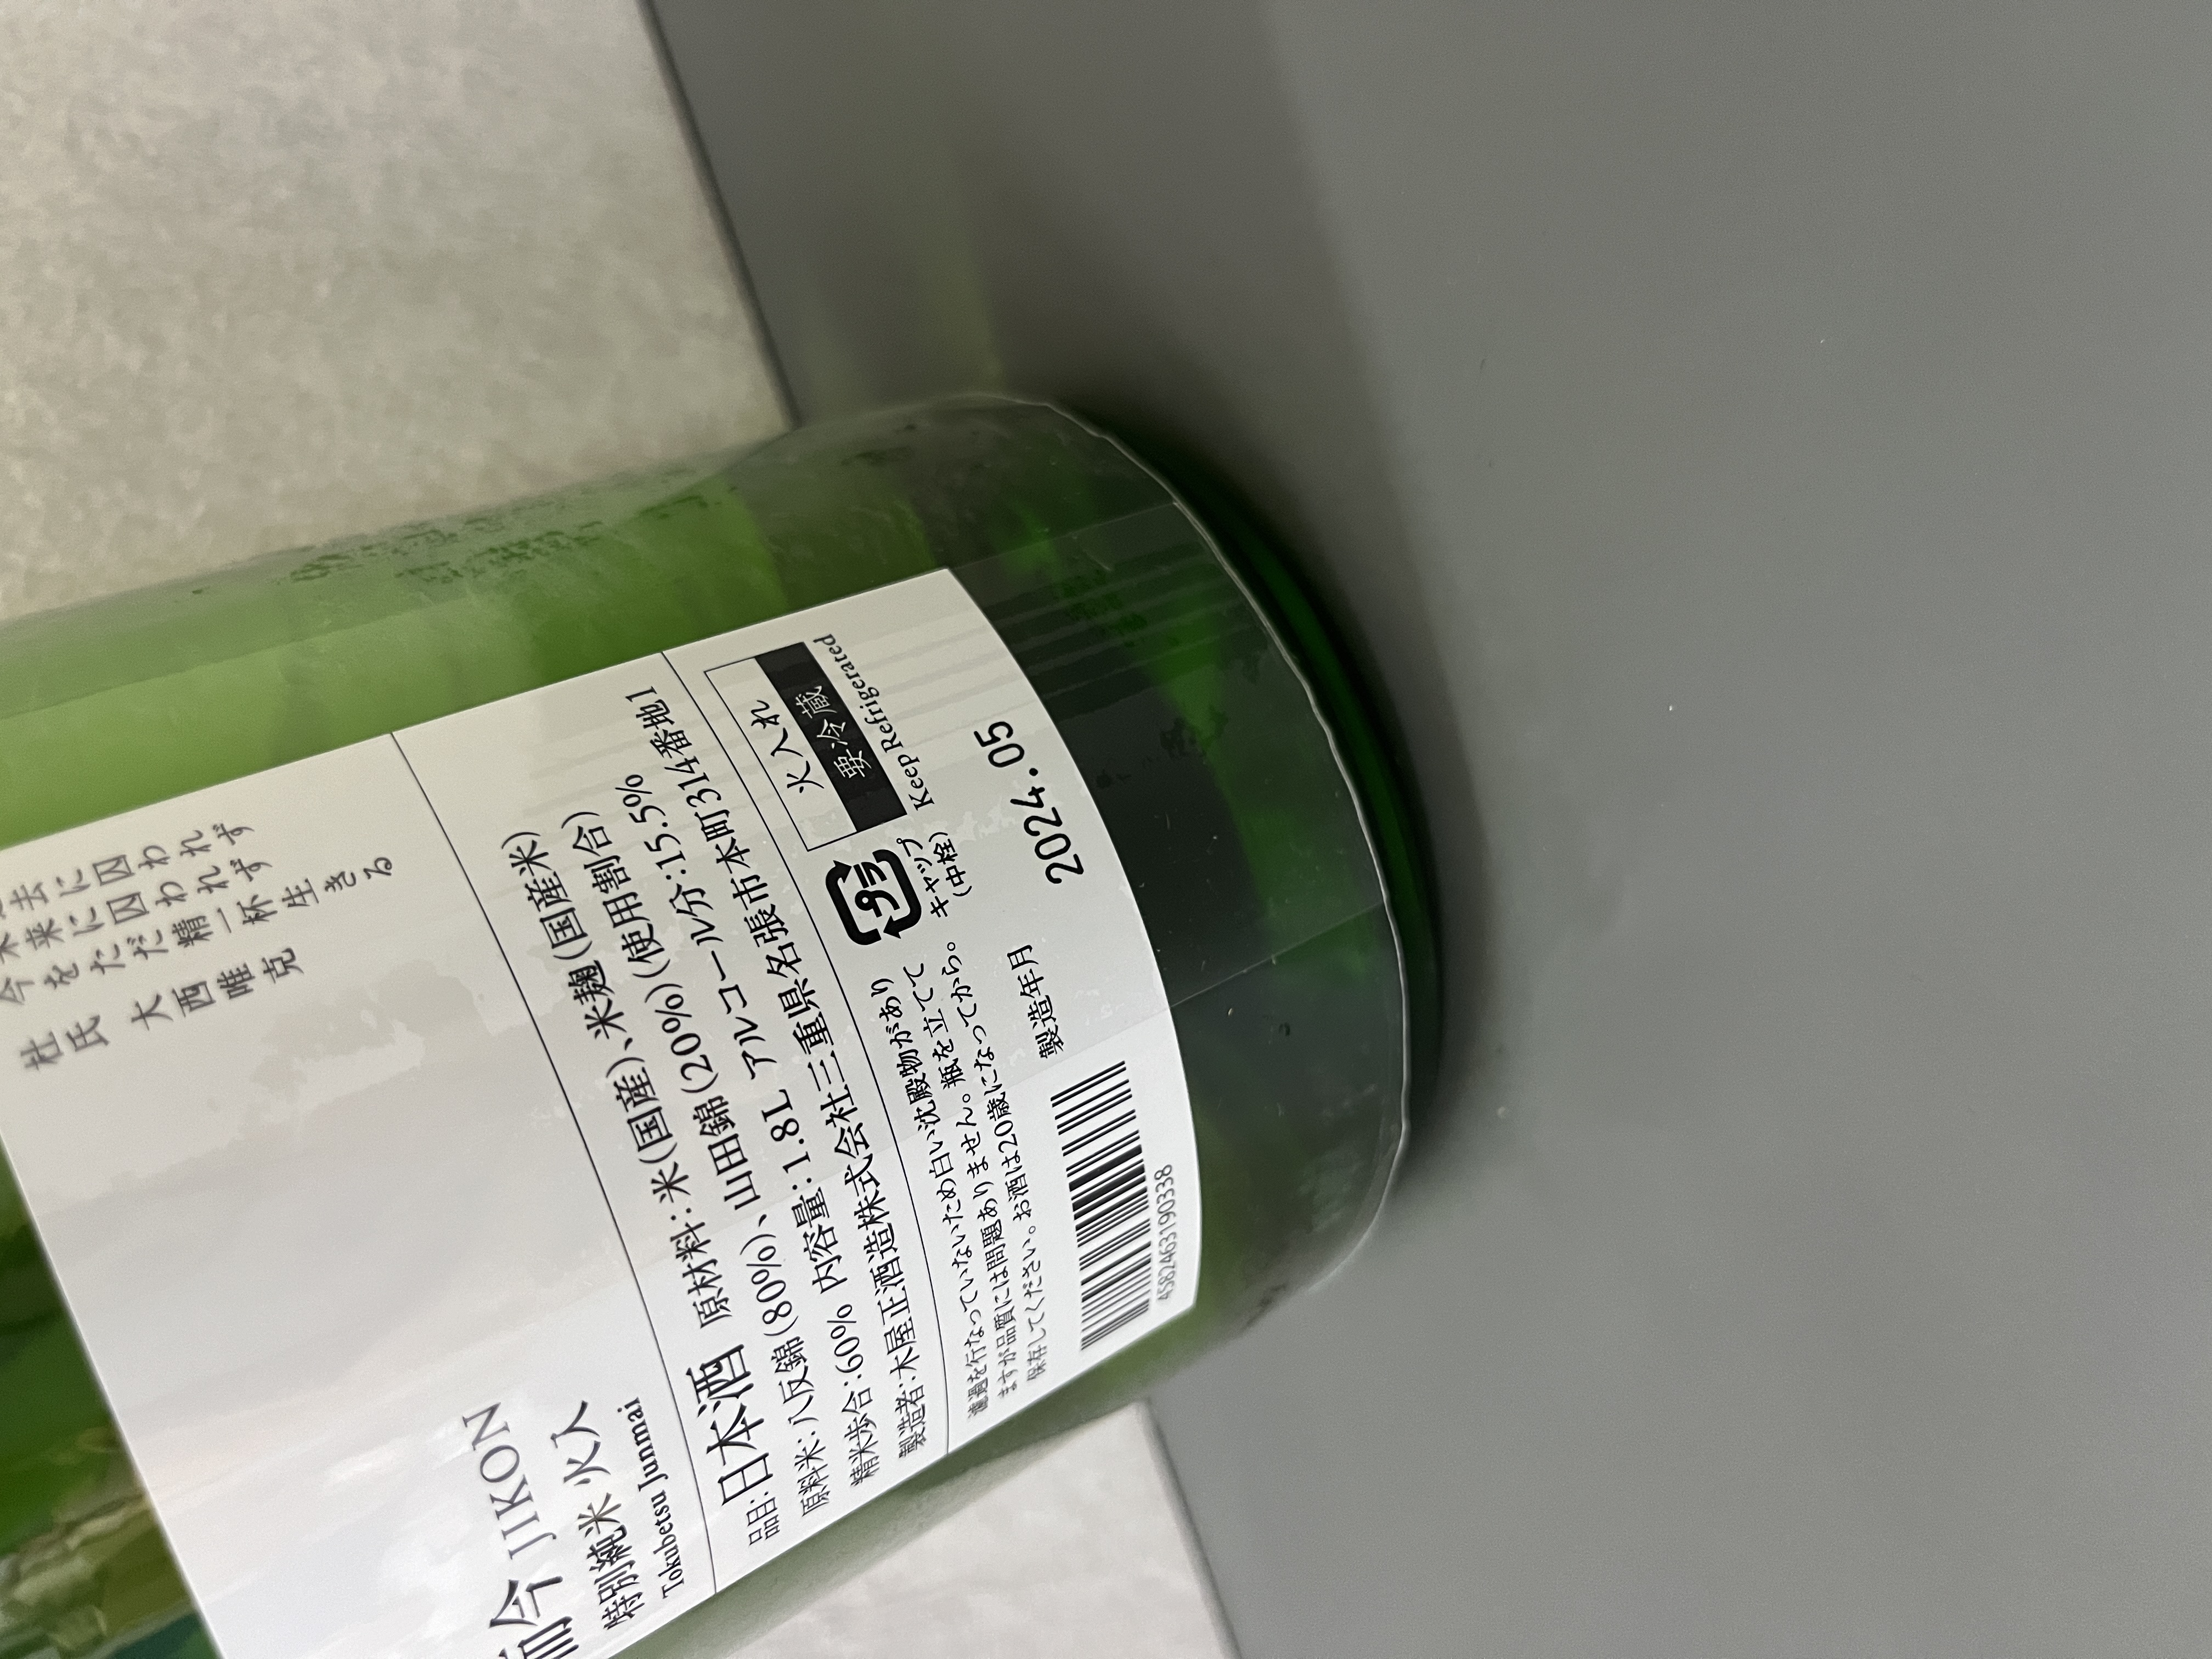 去に囚われず
未来に囚われず
今をただ精一杯生きる
杜氏 大西唯克
而今 JIKON
特別純米 火入
Tokubetsu Junmai
品目:日本酒 原材料:米(国産)、米麹(国産米)
原料米:八反錦(80%)、山田錦(20%)(使用割合)
精米歩合:60% 内容量:1.8L アルコール分:15.5%
製造者:木屋正酒造株式会社三重県名張市本町314番地1
濾過を行なっていないため白い沈殿物があり
ますが品質には問題ありません。瓶を立てて
保存してください。お酒は20歳になってから。
プラ
キャップ
(中栓)
火入れ
要冷蔵
Keep Refrigerated
4582463190338
製造年月 2024.05